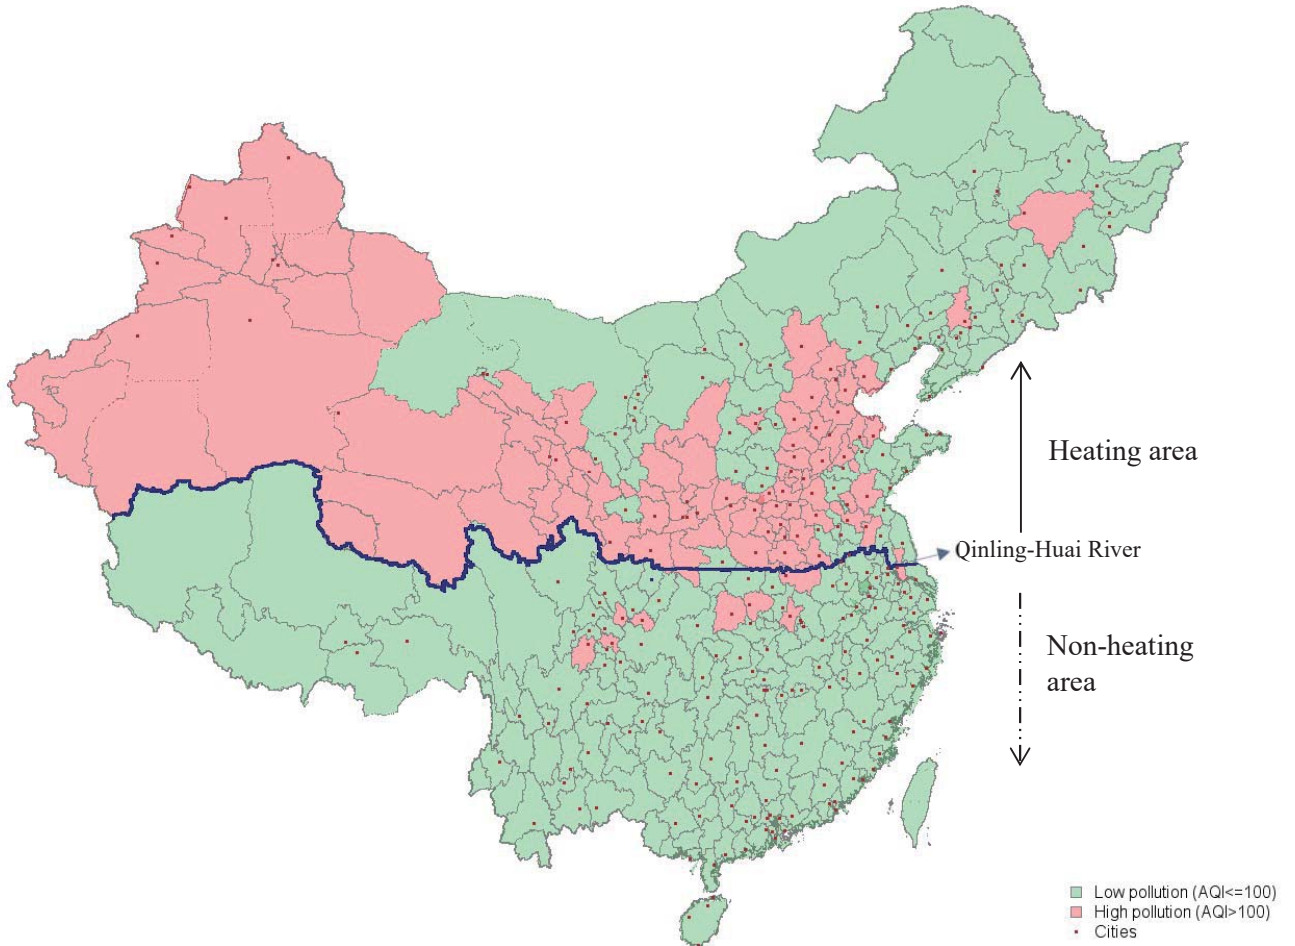 Heating area
Qinling-Huai River
Non-heating
area
Low pollution (AQI<=100)
High pollution (AQI>100)
Cities